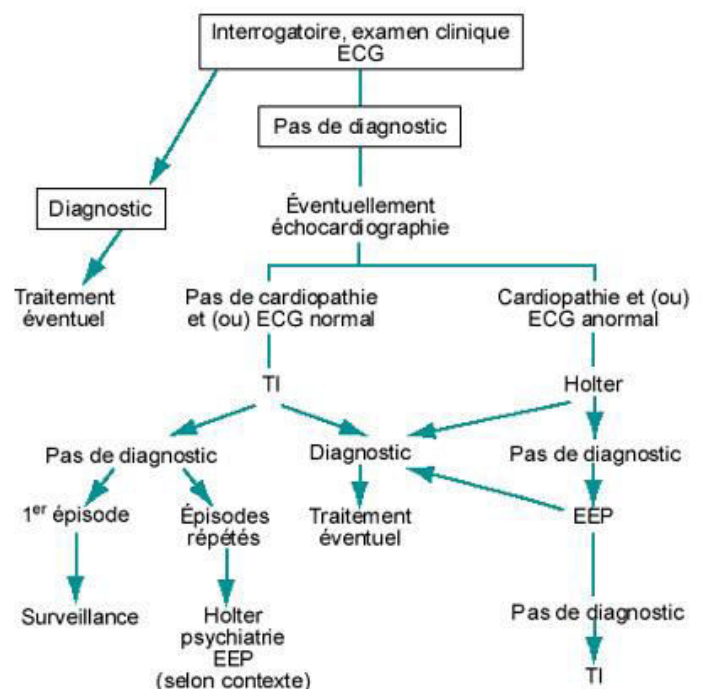 Interrogatoire, examen clinique
ECG
Pas de diagnostic
Diagnostic
Éventuellement
échocardiographie
Traitement
éventuel
Pas de cardiopathie
et (ou) ECG normal
Cardiopathie et (ou)
ECG anormal
TI
Holter
Pas de diagnostic
Diagnostic
Pas de diagnostic
1er épisode
Épisodes
répétés
Traitement
éventuel
EEP
Surveillance
Holter
psychiatrie
EEP
(selon contexte)
Pas de diagnostic
TI